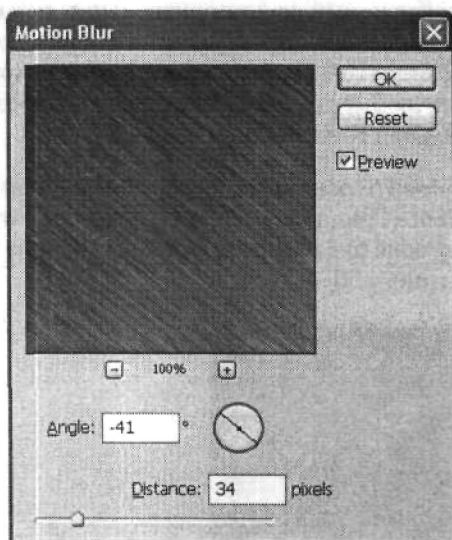 Motion Blur
OK
Reset
Preview
- 100% +
Angle: -41 °
Distance: 34 pixels